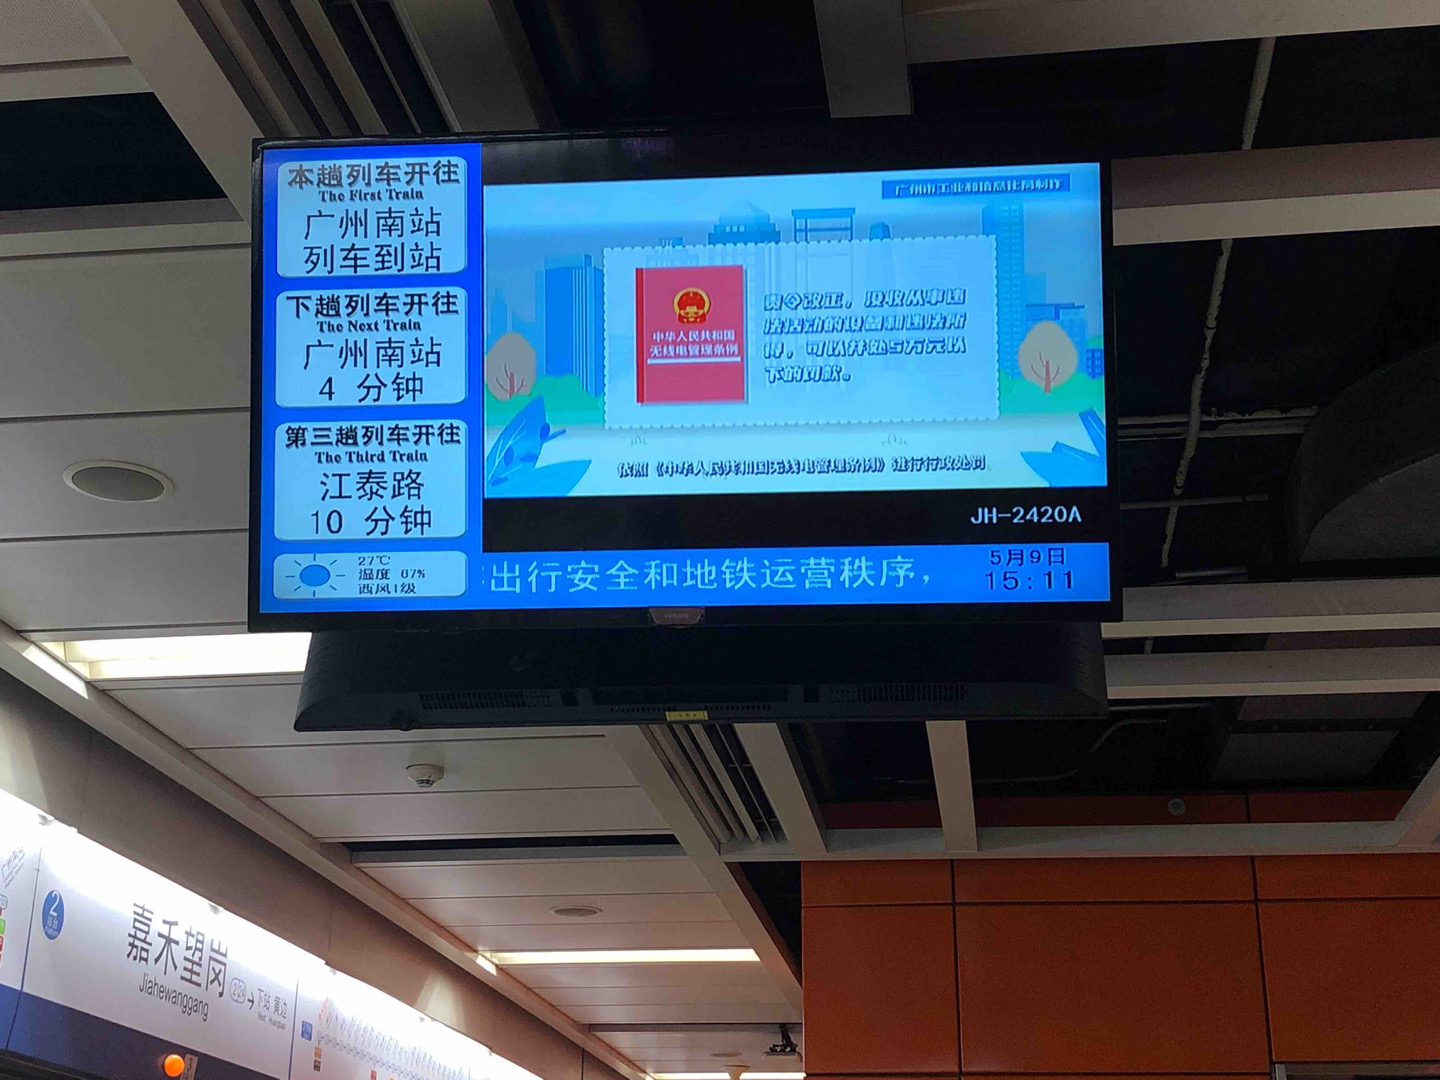 本趟列车开往
The First Train
广州南站
列车到站
下趟列车开往
The Next Train
广州南站
4 分钟
第三趟列车开往
The Third Train
江泰路
10 分钟
27℃
湿度 67%
西风1级
广州市工业和信息化局制作
中华人民共和国
无线电管理条例
责令改正，没收从事违
法活动的设备和违法所
得，可以并处5万元以
下的罚款。
依照《中华人民共和国无线电管理条例》进行行政处罚
JH-2420A
出行安全和地铁运营秩序，
5月9日
15:11
PHILIPS
2
嘉禾望岗
Jiahewanggang
下站 黄边
Next Huangbian